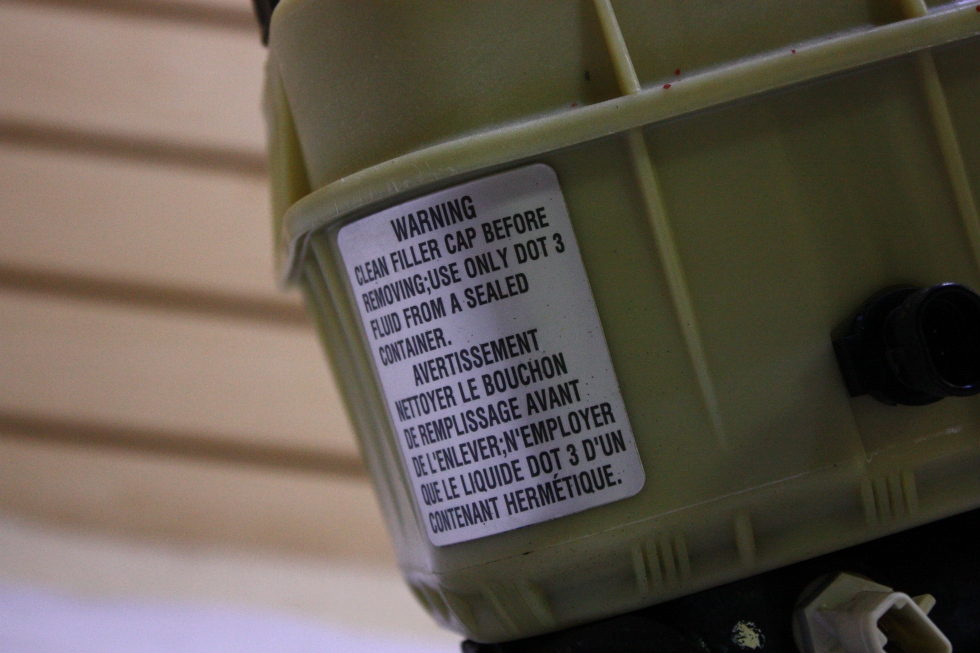 WARNING
CLEAN FILLER CAP BEFORE
REMOVING;USE ONLY DOT 3
FLUID FROM A SEALED
CONTAINER.
AVERTISSEMENT
NETTOYER LE BOUCHON
DE REMPLISSAGE AVANT
DE L'ENLEVER;N'EMPLOYER
QUE LE LIQUIDE DOT 3 D'UN
CONTENANT HERMÉTIQUE.